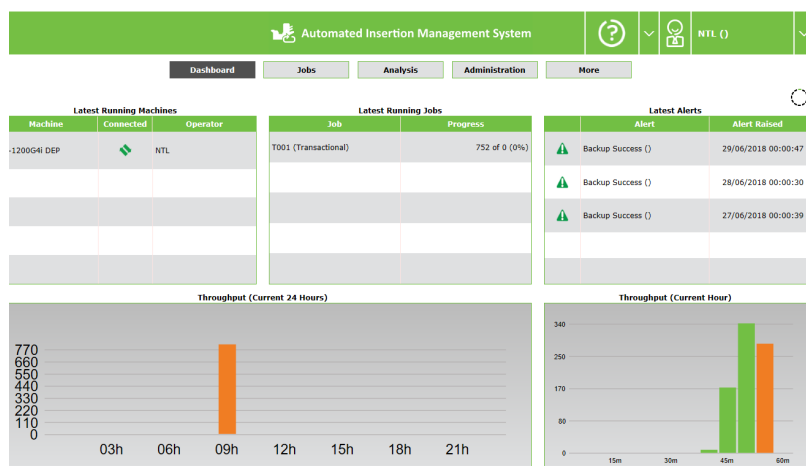 Automated Insertion Management System
NTL ()
Dashboard Jobs Analysis Administration More
Latest Running Machines
Machine Connected Operator
-1200G4i DEP NTL
Latest Running Jobs
Job Progress
T001 (Transactional) 752 of 0 (0%)
Latest Alerts
Alert Alert Raised
Backup Success () 29/06/2018 00:00:47
Backup Success () 28/06/2018 00:00:30
Backup Success () 27/06/2018 00:00:39
Throughput (Current 24 Hours)
770
660
550
440
330
220
110
0
03h 06h 09h 12h 15h 18h 21h
Throughput (Current Hour)
340
250
170
80
0
15m 30m 45m 60m